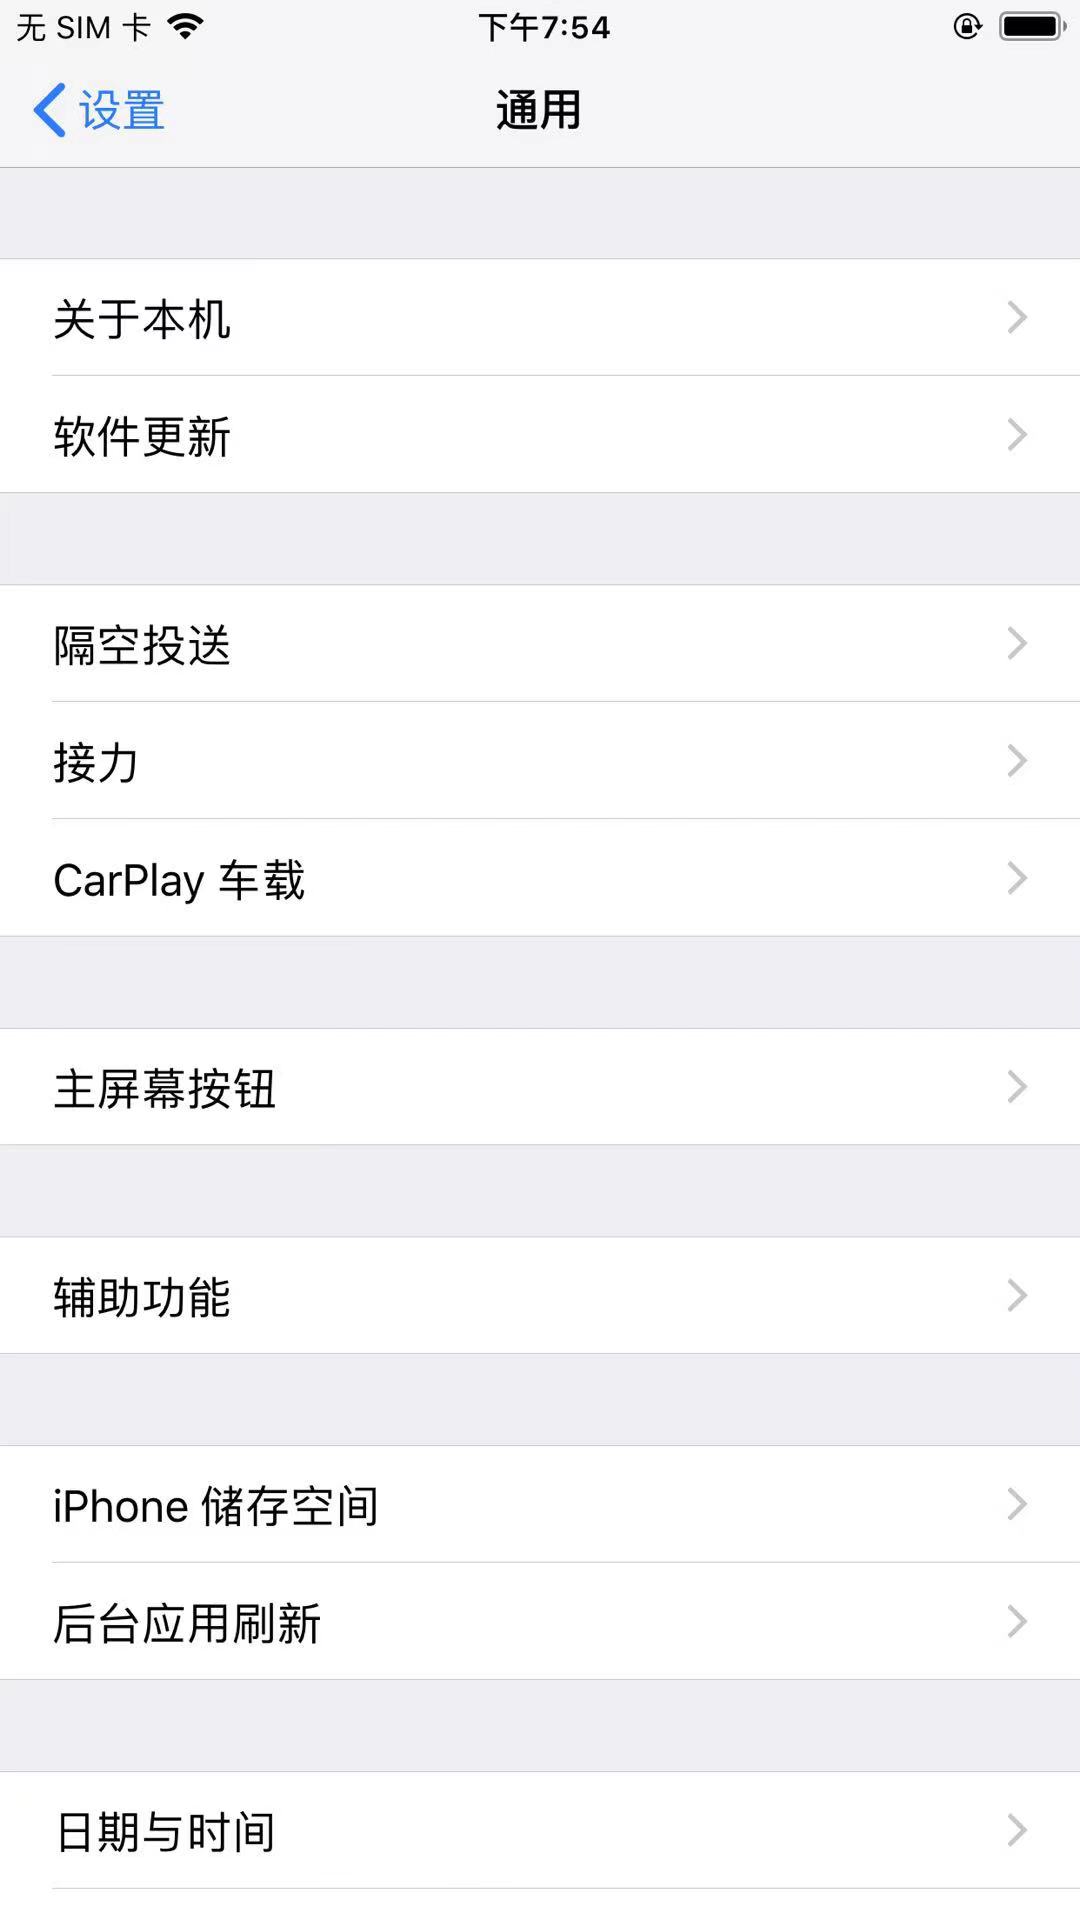 无 SIM 卡 下午7:54
设置 通用
关于本机
软件更新
隔空投送
接力
CarPlay 车载
主屏幕按钮
辅助功能
iPhone 储存空间
后台应用刷新
日期与时间